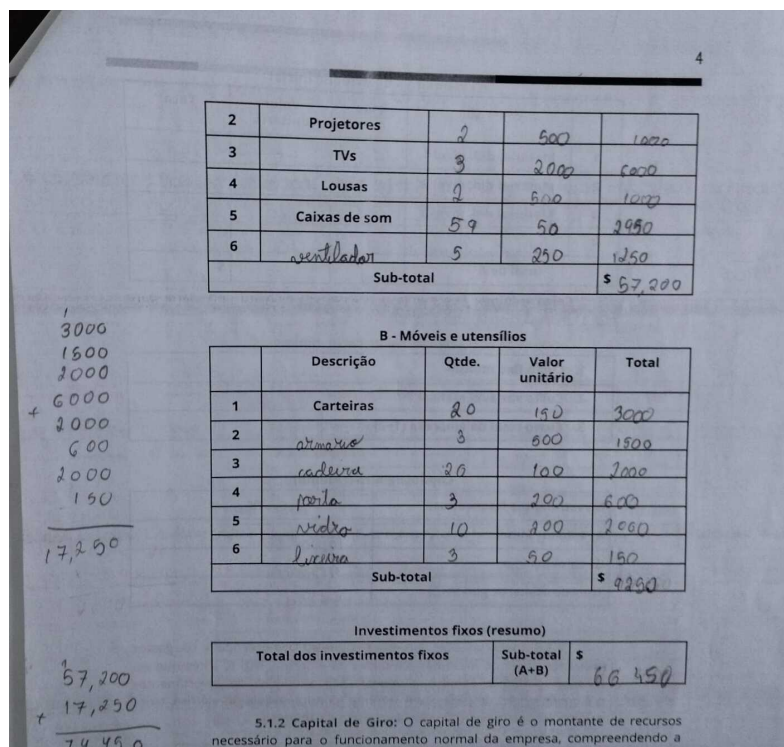 4
2 Projetores 2 500 1000
3 TVs 3 2000 6000
4 Lousas 2 500 1000
5 Caixas de som 59 50 2950
6 ventilador 5 250 1250
Sub-total $ 57,200
B - Móveis e utensílios
Descrição Qtde. Valor unitário Total
1 Carteiras 20 150 3000
2 armario 3 500 1500
3 cadeira 20 100 2000
4 porta 3 200 600
5 vidro 10 200 2000
6 lixeira 3 50 150
Sub-total $ 9250
Investimentos fixos (resumo)
Total dos investimentos fixos Sub-total (A+B) $ 66 450
5.1.2 Capital de Giro: O capital de giro é o montante de recursos
necessário para o funcionamento normal da empresa, compreendendo a
1
3000
1500
2000
+ 6000
2000
600
2000
150
17,250
1
57,200
+ 17,250
74 450